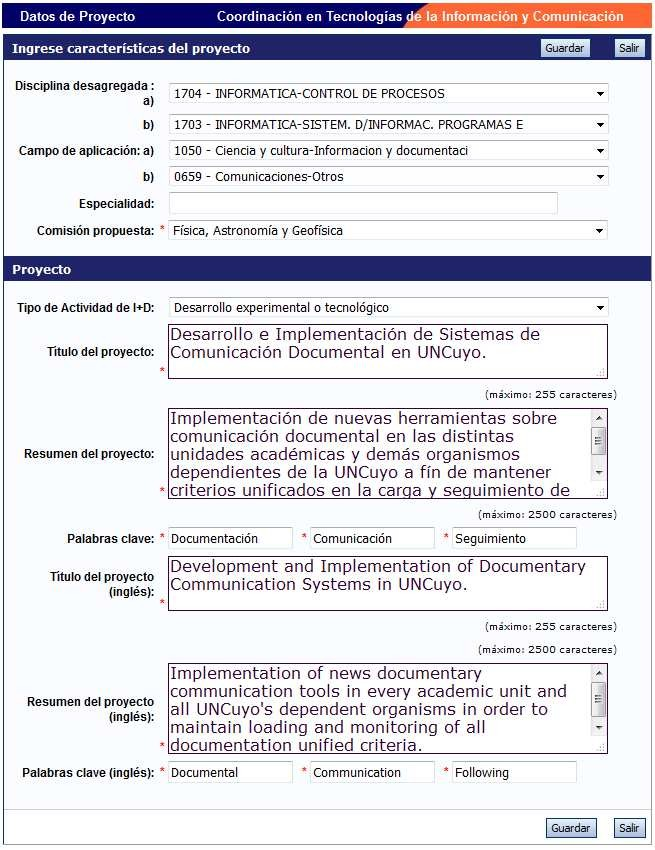 Datos de Proyecto Coordinación en Tecnologías de la Información y Comunicación
Ingrese características del proyecto Guardar Salir
Disciplina desagregada :
a) 1704 - INFORMATICA-CONTROL DE PROCESOS
b) 1703 - INFORMATICA-SISTEM. D/INFORMAC. PROGRAMAS E
Campo de aplicación: a) 1050 - Ciencia y cultura-Informacion y documentaci
b) 0659 - Comunicaciones-Otros
Especialidad:
Comisión propuesta: * Física, Astronomía y Geofísica
Proyecto
Tipo de Actividad de I+D: Desarrollo experimental o tecnológico
Titulo del proyecto: * Desarrollo e Implementación de Sistemas de
Comunicación Documental en UNCuyo.
(máximo: 255 caracteres)
Resumen del proyecto: * Implementación de nuevas herramientas sobre
comunicación documental en las distintas
unidades académicas y demás organismos
dependientes de la UNCuyo a fín de mantener
criterios unificados en la carga y seguimiento de
(máximo: 2500 caracteres)
Palabras clave: * Documentación * Comunicación * Seguimiento
Título del proyecto
(inglés): * Development and Implementation of Documentary
Communication Systems in UNCuyo.
(máximo: 255 caracteres)
(máximo: 2500 caracteres)
Resumen del proyecto
(inglés): * Implementation of news documentary
communication tools in every academic unit and
all UNCuyo's dependent organisms in order to
maintain loading and monitoring of all
documentation unified criteria.
Palabras clave (inglés): * Documental * Communication * Following
Guardar Salir